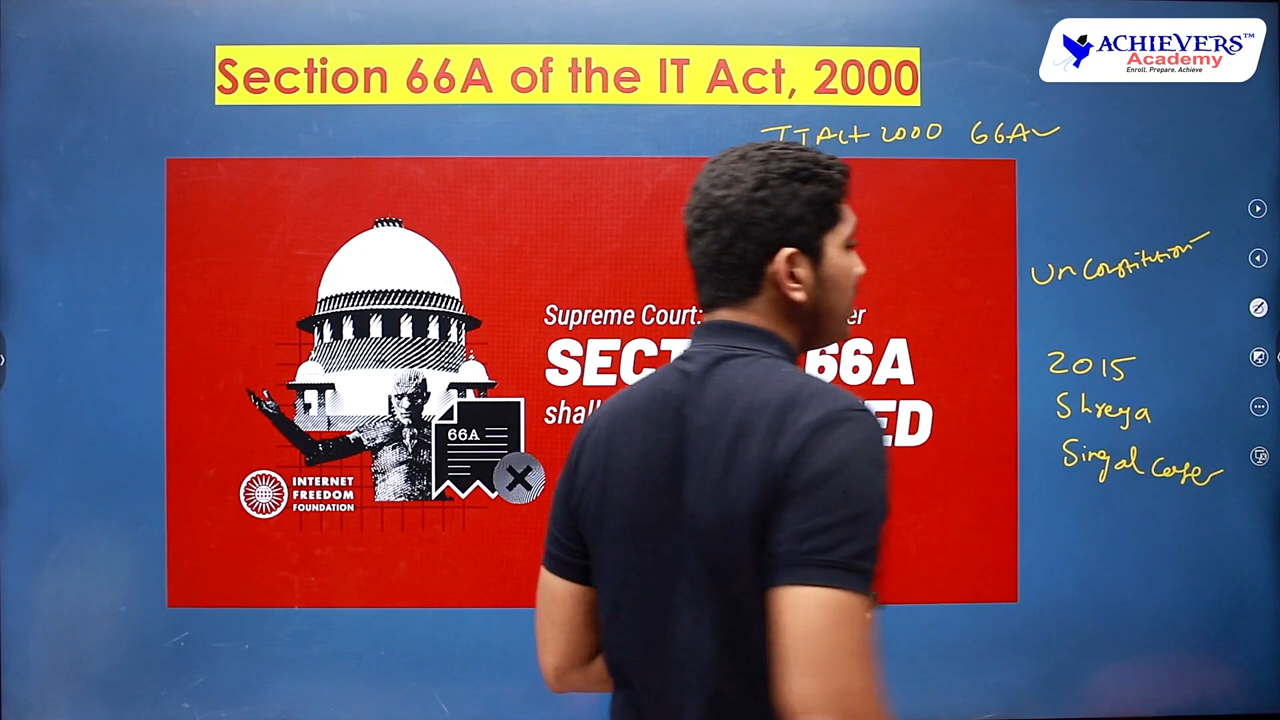 ACHIEVERS™
Academy
Enroll. Prepare. Achieve
Section 66A of the IT Act, 2000
IT Act 2000 66A
Supreme Court:
66A
shal
ED
66A
INTERNET
FREEDOM
FOUNDATION
Unconstitution
2015
Shreya
Singal Case